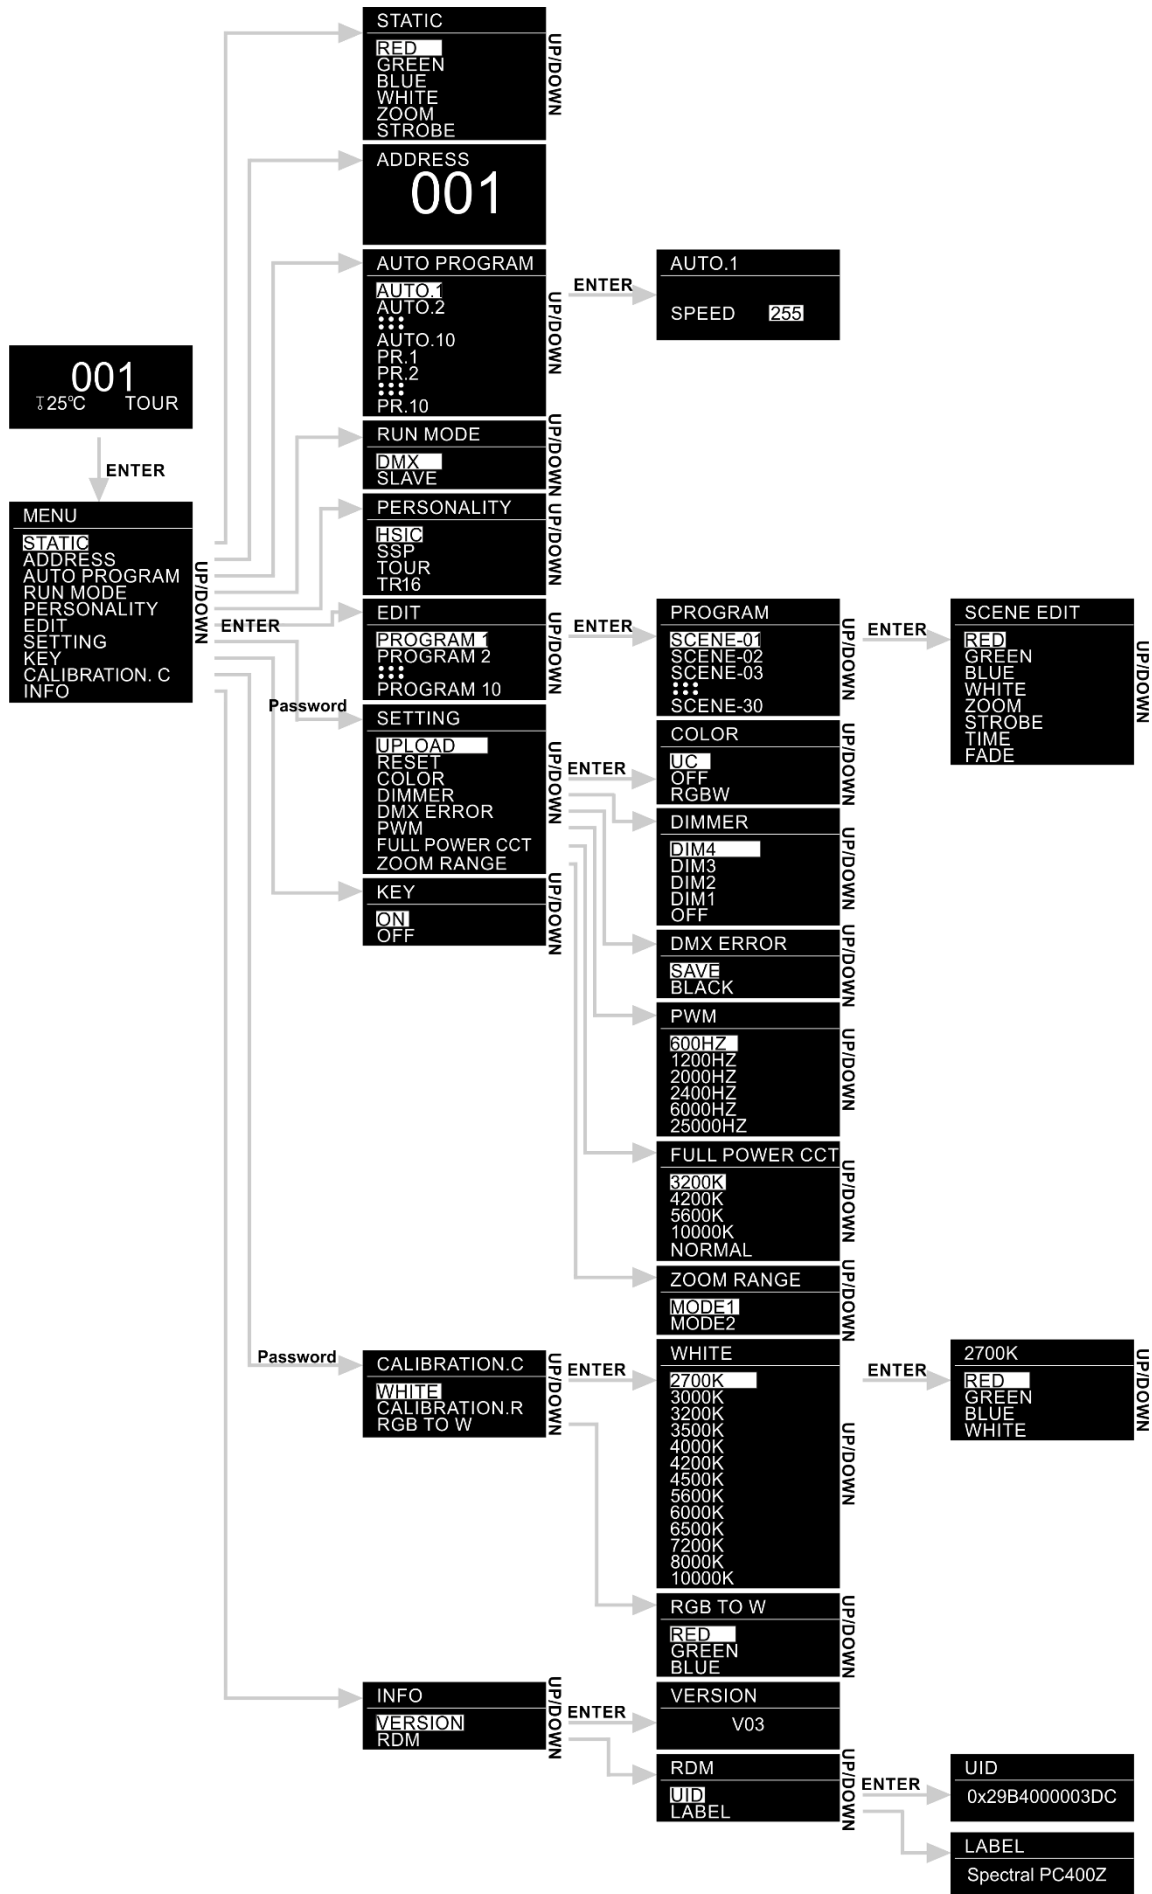 001
25°C TOUR
ENTER
MENU
STATIC
ADDRESS
AUTO PROGRAM
RUN MODE
PERSONALITY
EDIT
SETTING
KEY
CALIBRATION. C
INFO
UP/DOWN
ENTER
Password
Password
STATIC
RED
GREEN
BLUE
WHITE
ZOOM
STROBE
UP/DOWN
ADDRESS
001
AUTO PROGRAM
AUTO.1
AUTO.2
AUTO.10
PR.1
PR.2
PR.10
UP/DOWN
ENTER
AUTO.1
SPEED 255
RUN MODE
DMX
SLAVE
UP/DOWN
PERSONALITY
HSIC
SSP
TOUR
TR16
UP/DOWN
EDIT
PROGRAM 1
PROGRAM 2
PROGRAM 10
UP/DOWN
ENTER
PROGRAM
SCENE-01
SCENE-02
SCENE-03
SCENE-30
UP/DOWN
ENTER
SCENE EDIT
RED
GREEN
BLUE
WHITE
ZOOM
STROBE
TIME
FADE
UP/DOWN
SETTING
UPLOAD
RESET
COLOR
DIMMER
DMX ERROR
PWM
FULL POWER CCT
ZOOM RANGE
UP/DOWN
ENTER
COLOR
UC
OFF
RGBW
UP/DOWN
DIMMER
DIM4
DIM3
DIM2
DIM1
OFF
UP/DOWN
DMX ERROR
SAVE
BLACK
UP/DOWN
PWM
600HZ
1200HZ
2000HZ
2400HZ
6000HZ
25000HZ
UP/DOWN
FULL POWER CCT
3200K
4200K
5600K
10000K
NORMAL
UP/DOWN
ZOOM RANGE
MODE1
MODE2
UP/DOWN
KEY
ON
OFF
UP/DOWN
CALIBRATION.C
WHITE
CALIBRATION.R
RGB TO W
UP/DOWN
ENTER
WHITE
2700K
3000K
3200K
3500K
4000K
4200K
4500K
5600K
6000K
6500K
7200K
8000K
10000K
UP/DOWN
ENTER
2700K
RED
GREEN
BLUE
WHITE
UP/DOWN
RGB TO W
RED
GREEN
BLUE
UP/DOWN
INFO
VERSION
RDM
UP/DOWN
ENTER
VERSION
V03
RDM
UID
LABEL
UP/DOWN
ENTER
UID
0x29B4000003DC
LABEL
Spectral PC400Z